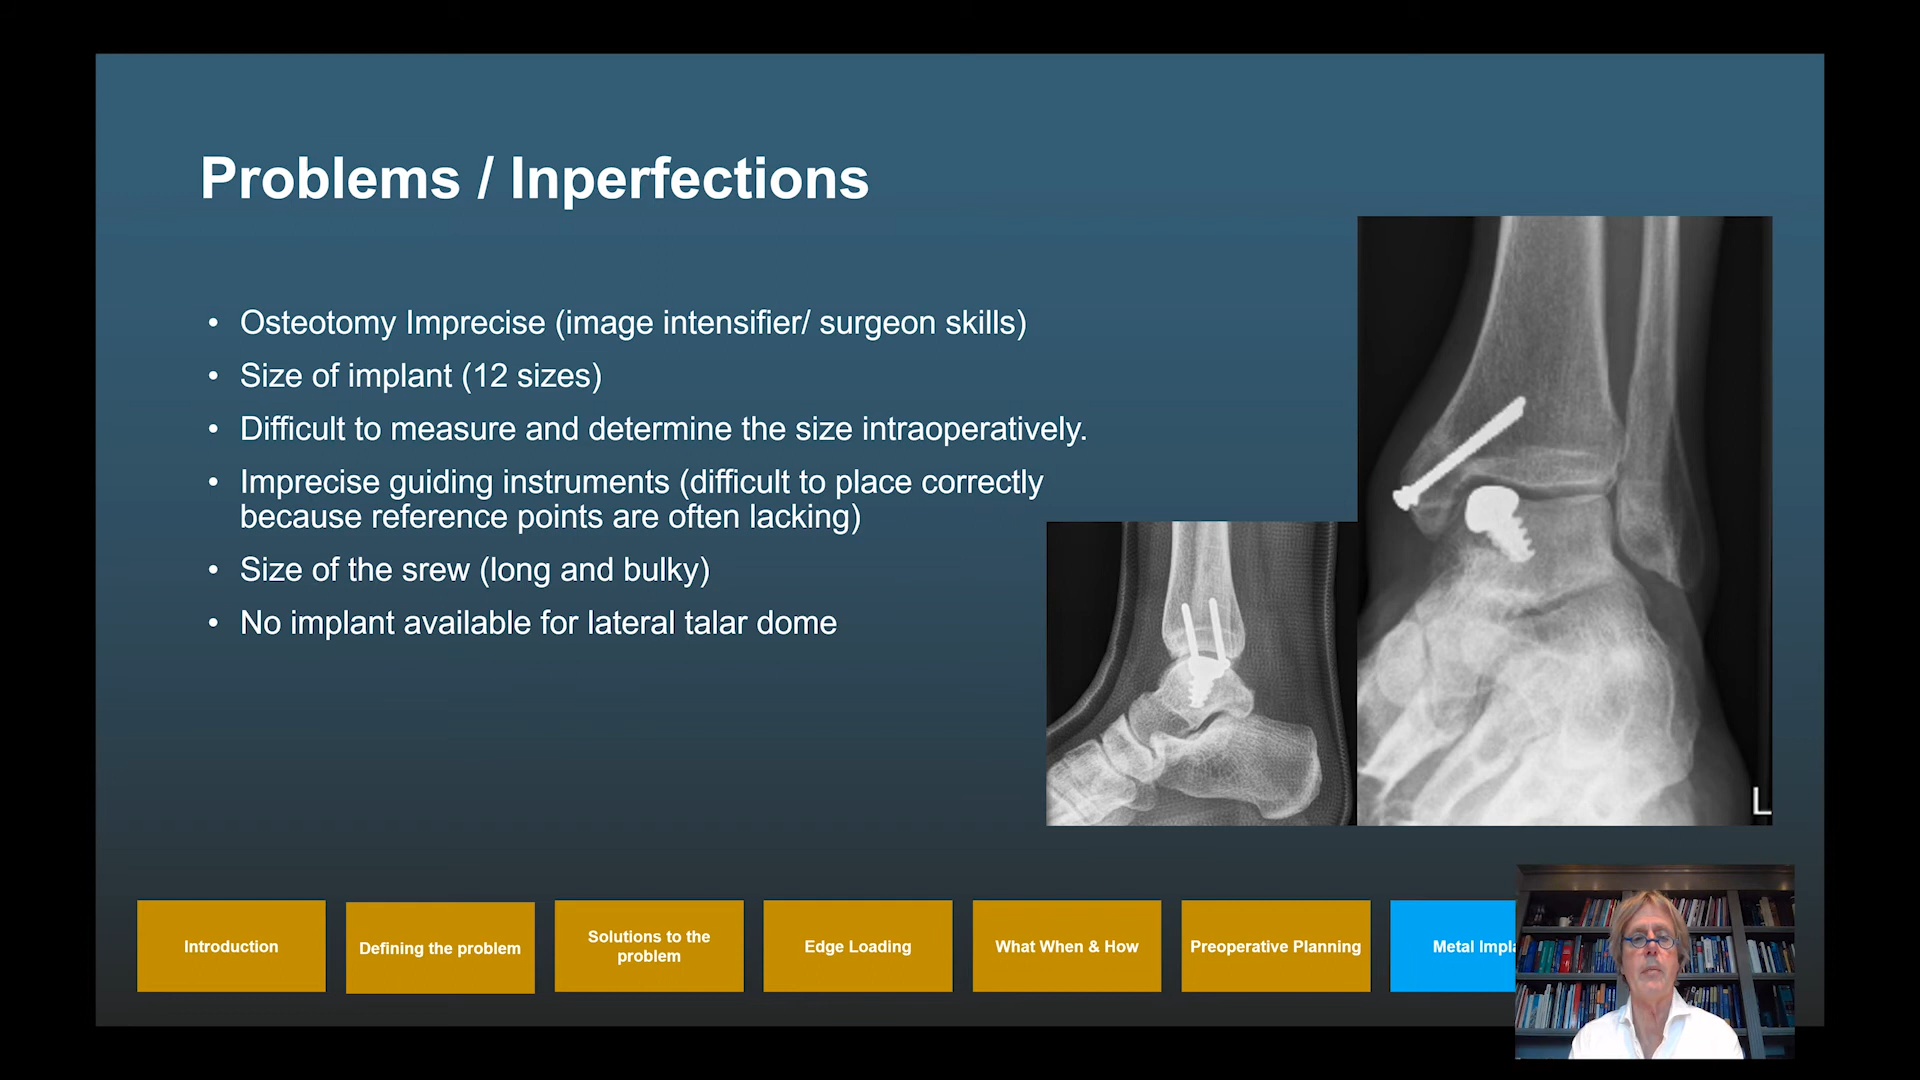 Problems / Inperfections
• Osteotomy Imprecise (image intensifier/ surgeon skills)
• Size of implant (12 sizes)
• Difficult to measure and determine the size intraoperatively.
• Imprecise guiding instruments (difficult to place correctly
because reference points are often lacking)
• Size of the srew (long and bulky)
• No implant available for lateral talar dome
L
Introduction
Defining the problem
Solutions to the
problem
Edge Loading
What When & How
Preoperative Planning
Metal